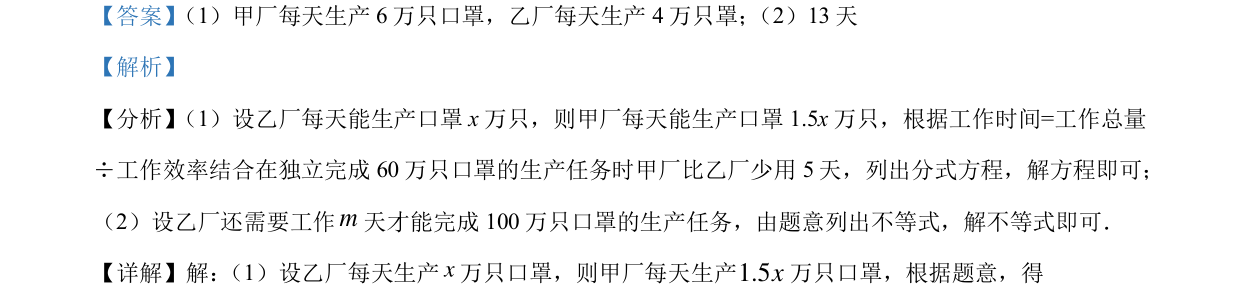 【答案】（1）甲厂每天生产 6 万只口罩，乙厂每天生产 4 万只罩；（2）13 天
【解析】
【分析】（1）设乙厂每天能生产口罩 x 万只，则甲厂每天能生产口罩 1.5x 万只，根据工作时间=工作总量
÷工作效率结合在独立完成 60 万只口罩的生产任务时甲厂比乙厂少用 5 天，列出分式方程，解方程即可；
（2）设乙厂还需要工作 m 天才能完成 100 万只口罩的生产任务，由题意列出不等式，解不等式即可．
【详解】解：（1）设乙厂每天生产 x 万只口罩，则甲厂每天生产1.5x 万只口罩，根据题意，得